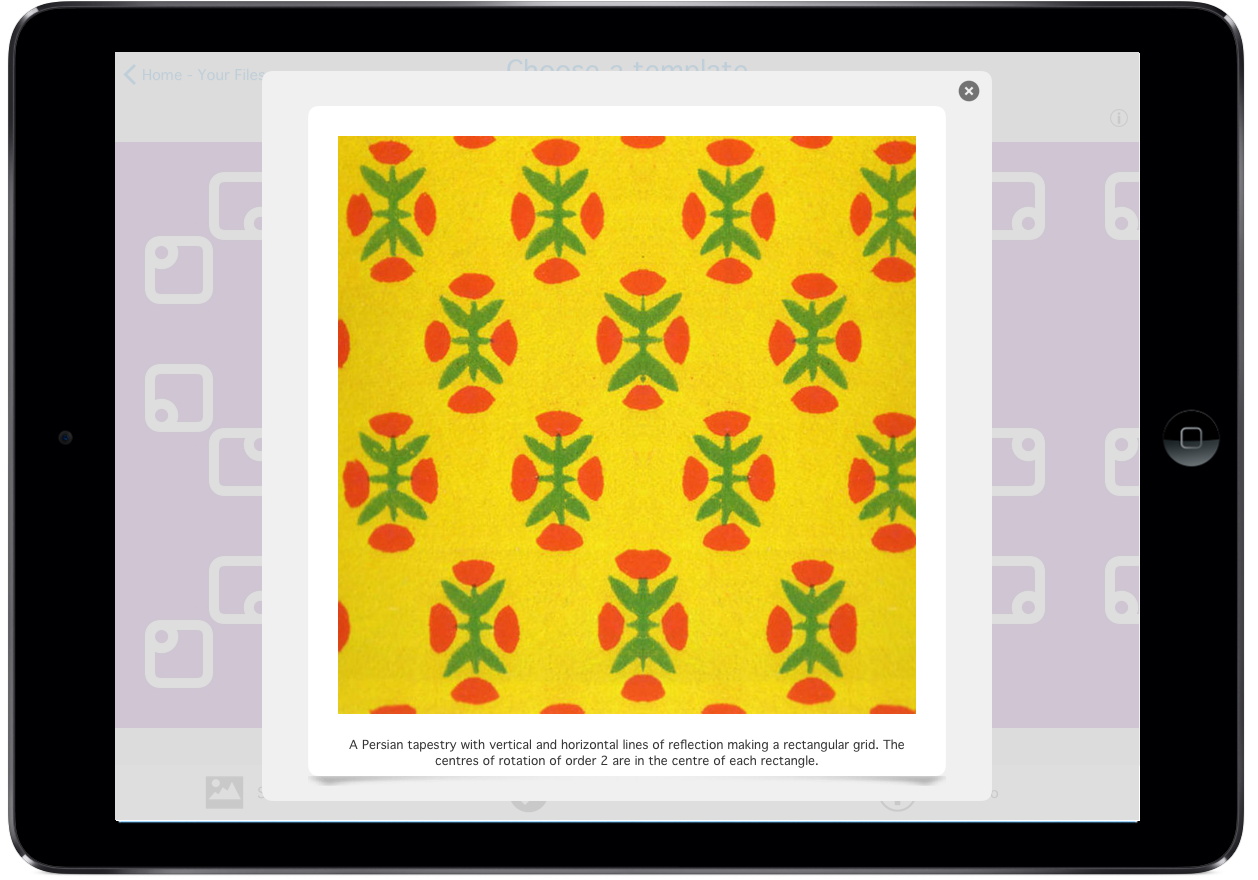 Home - Your Files
Choose a template
A Persian tapestry with vertical and horizontal lines of reflection making a rectangular grid. The
centres of rotation of order 2 are in the centre of each rectangle.